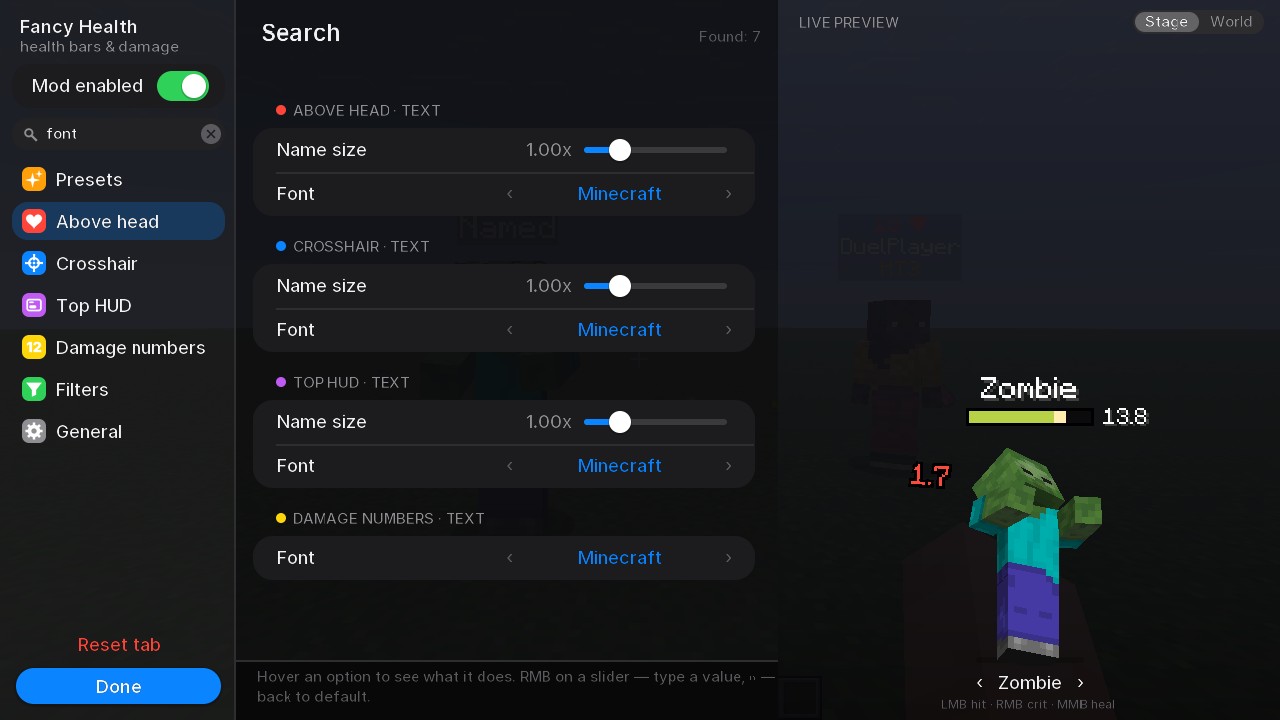 Fancy Health
health bars & damage
Mod enabled
font
Presets
Above head
Crosshair
Top HUD
12 Damage numbers
Filters
General
Reset tab
Done
Search
Found: 7
ABOVE HEAD · TEXT
Name size 1.00x
Font ‹ Minecraft ›
CROSSHAIR · TEXT
Name size 1.00x
Font ‹ Minecraft ›
TOP HUD · TEXT
Name size 1.00x
Font ‹ Minecraft ›
DAMAGE NUMBERS · TEXT
Font ‹ Minecraft ›
Named
Hover an option to see what it does. RMB on a slider — type a value, —
back to default.
LIVE PREVIEW
Stage World
DuelPlayer
Zombie
13.8
1.7
‹ Zombie ›
LMB hit · RMB crit · MMB heal